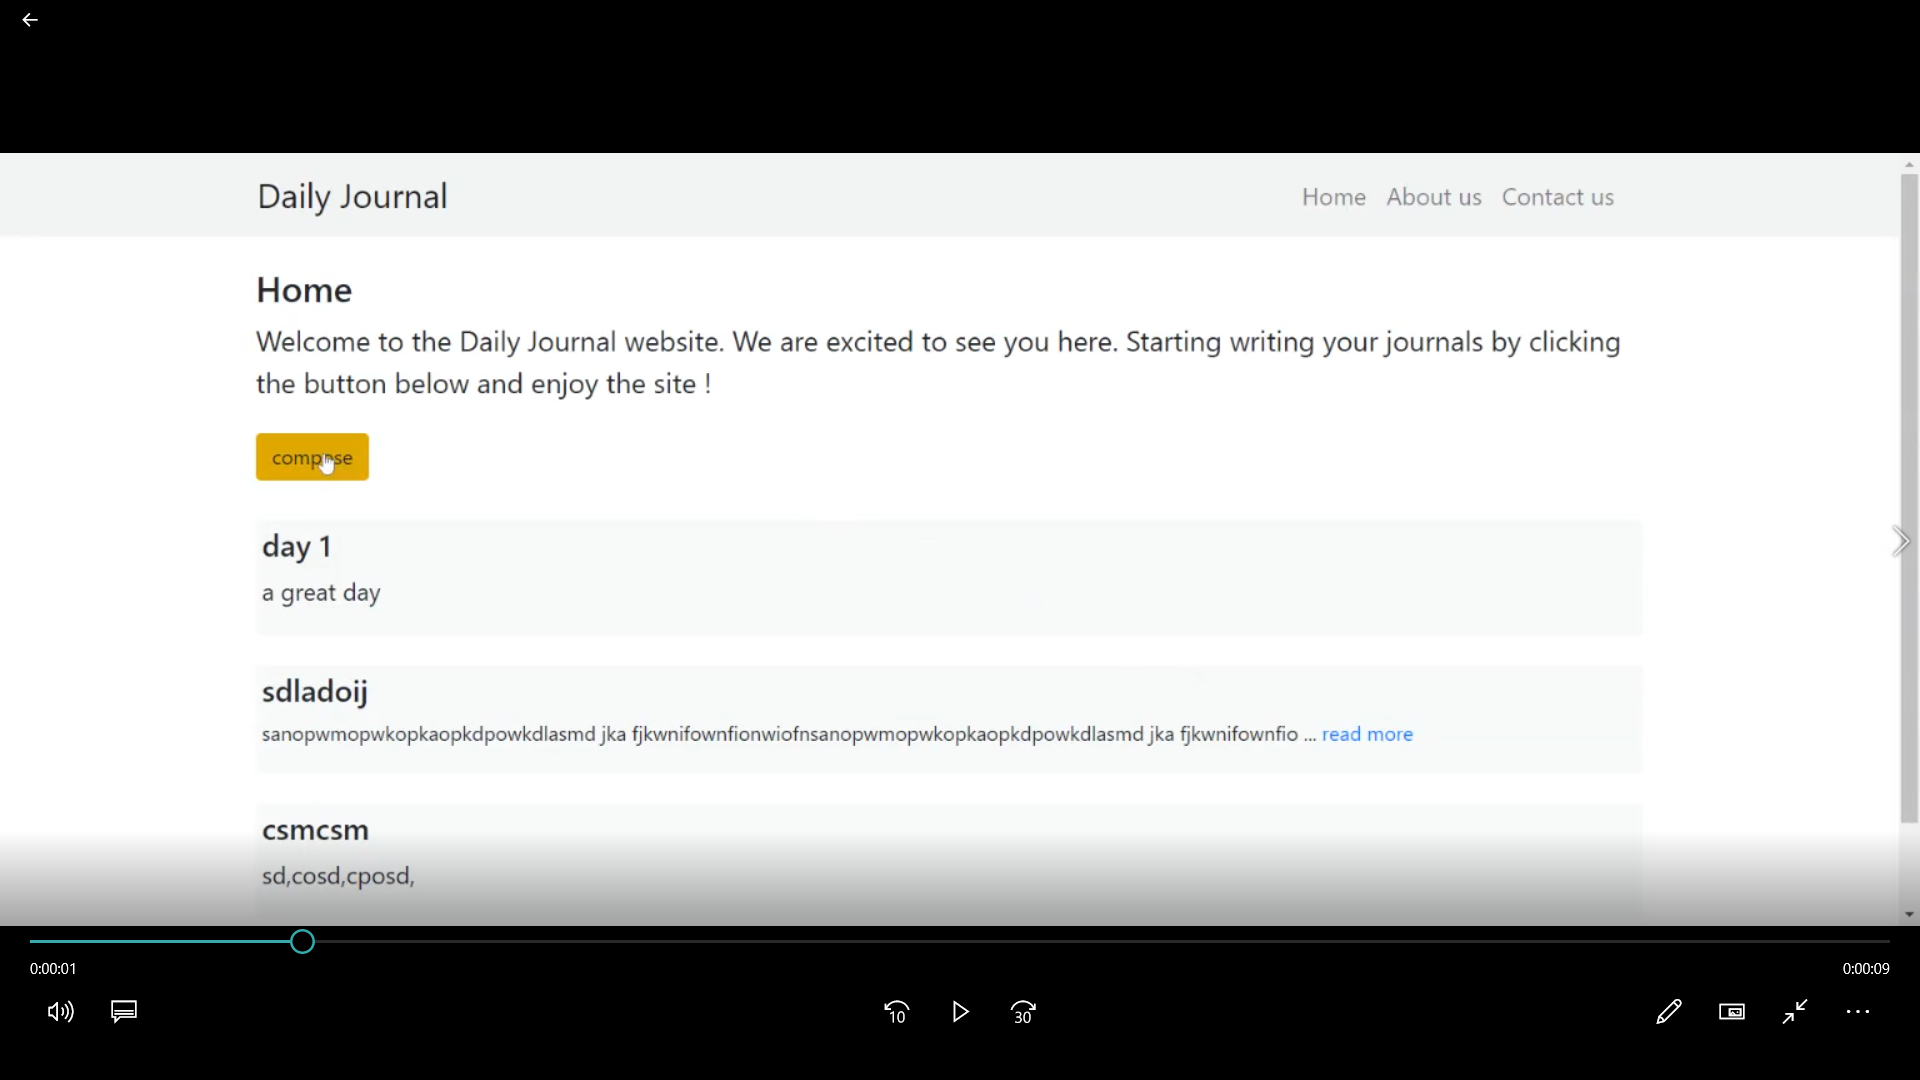 Daily Journal
Home About us Contact us
Home
Welcome to the Daily Journal website. We are excited to see you here. Starting writing your journals by clicking
the button below and enjoy the site !
compose
day 1
a great day
sdladoij
sanopwmopwkopkaopkdpowkdlasmd jka fjkwnifownfionwiofnsanopwmopwkopkaopkdpowkdlasmd jka fjkwnifownfio ... read more
csmcsm
sd,cosd,cposd,
0:00:01
0:00:09
10
30